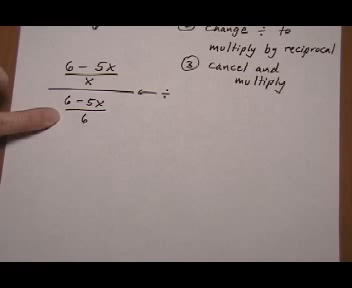 change ÷ to
multiply by reciprocal
③ cancel and
multiply
6 - 5x
x
← ÷
6 - 5x
6